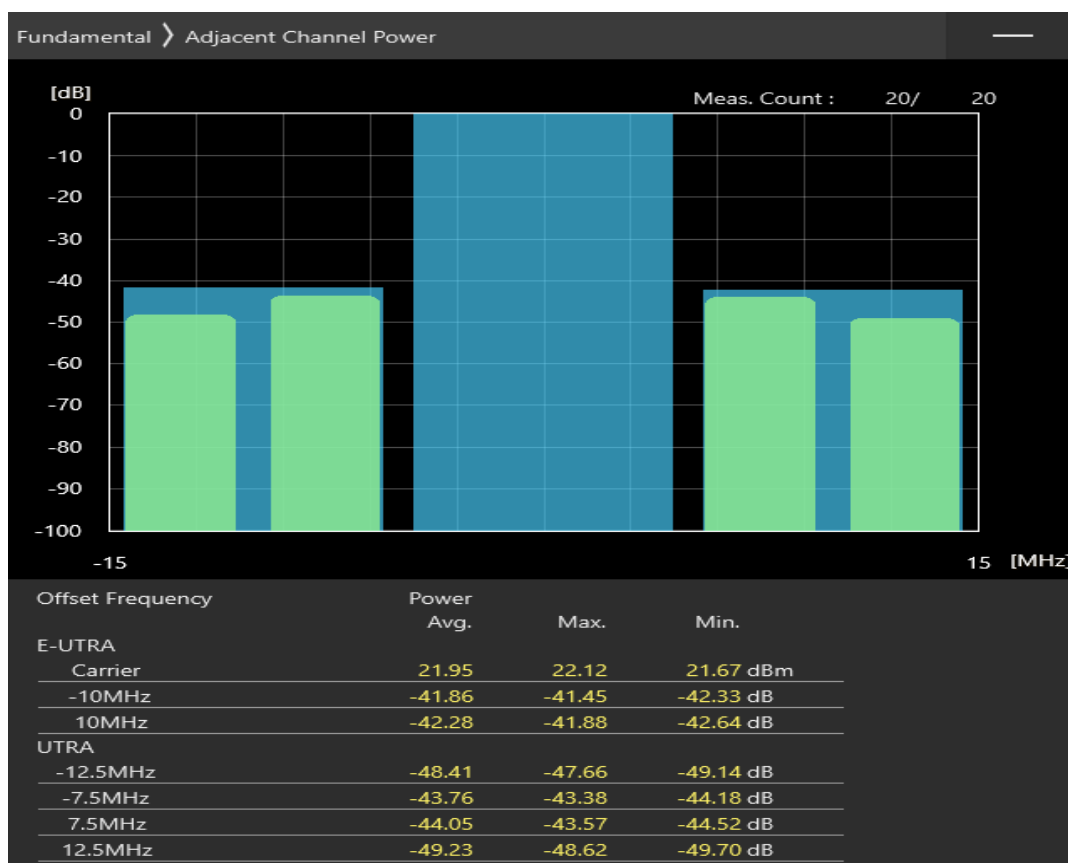 Fundamental 〉 Adjacent Channel Power
[dB]
Meas. Count : 20/ 20
0
-10
-20
-30
-40
-50
-60
-70
-80
-90
-100
-15 15 [MHz]
Offset Frequency Power
Avg. Max. Min.
E-UTRA
Carrier 21.95 22.12 21.67 dBm
-10MHz -41.86 -41.45 -42.33 dB
10MHz -42.28 -41.88 -42.64 dB
UTRA
-12.5MHz -48.41 -47.66 -49.14 dB
-7.5MHz -43.76 -43.38 -44.18 dB
7.5MHz -44.05 -43.57 -44.52 dB
12.5MHz -49.23 -48.62 -49.70 dB